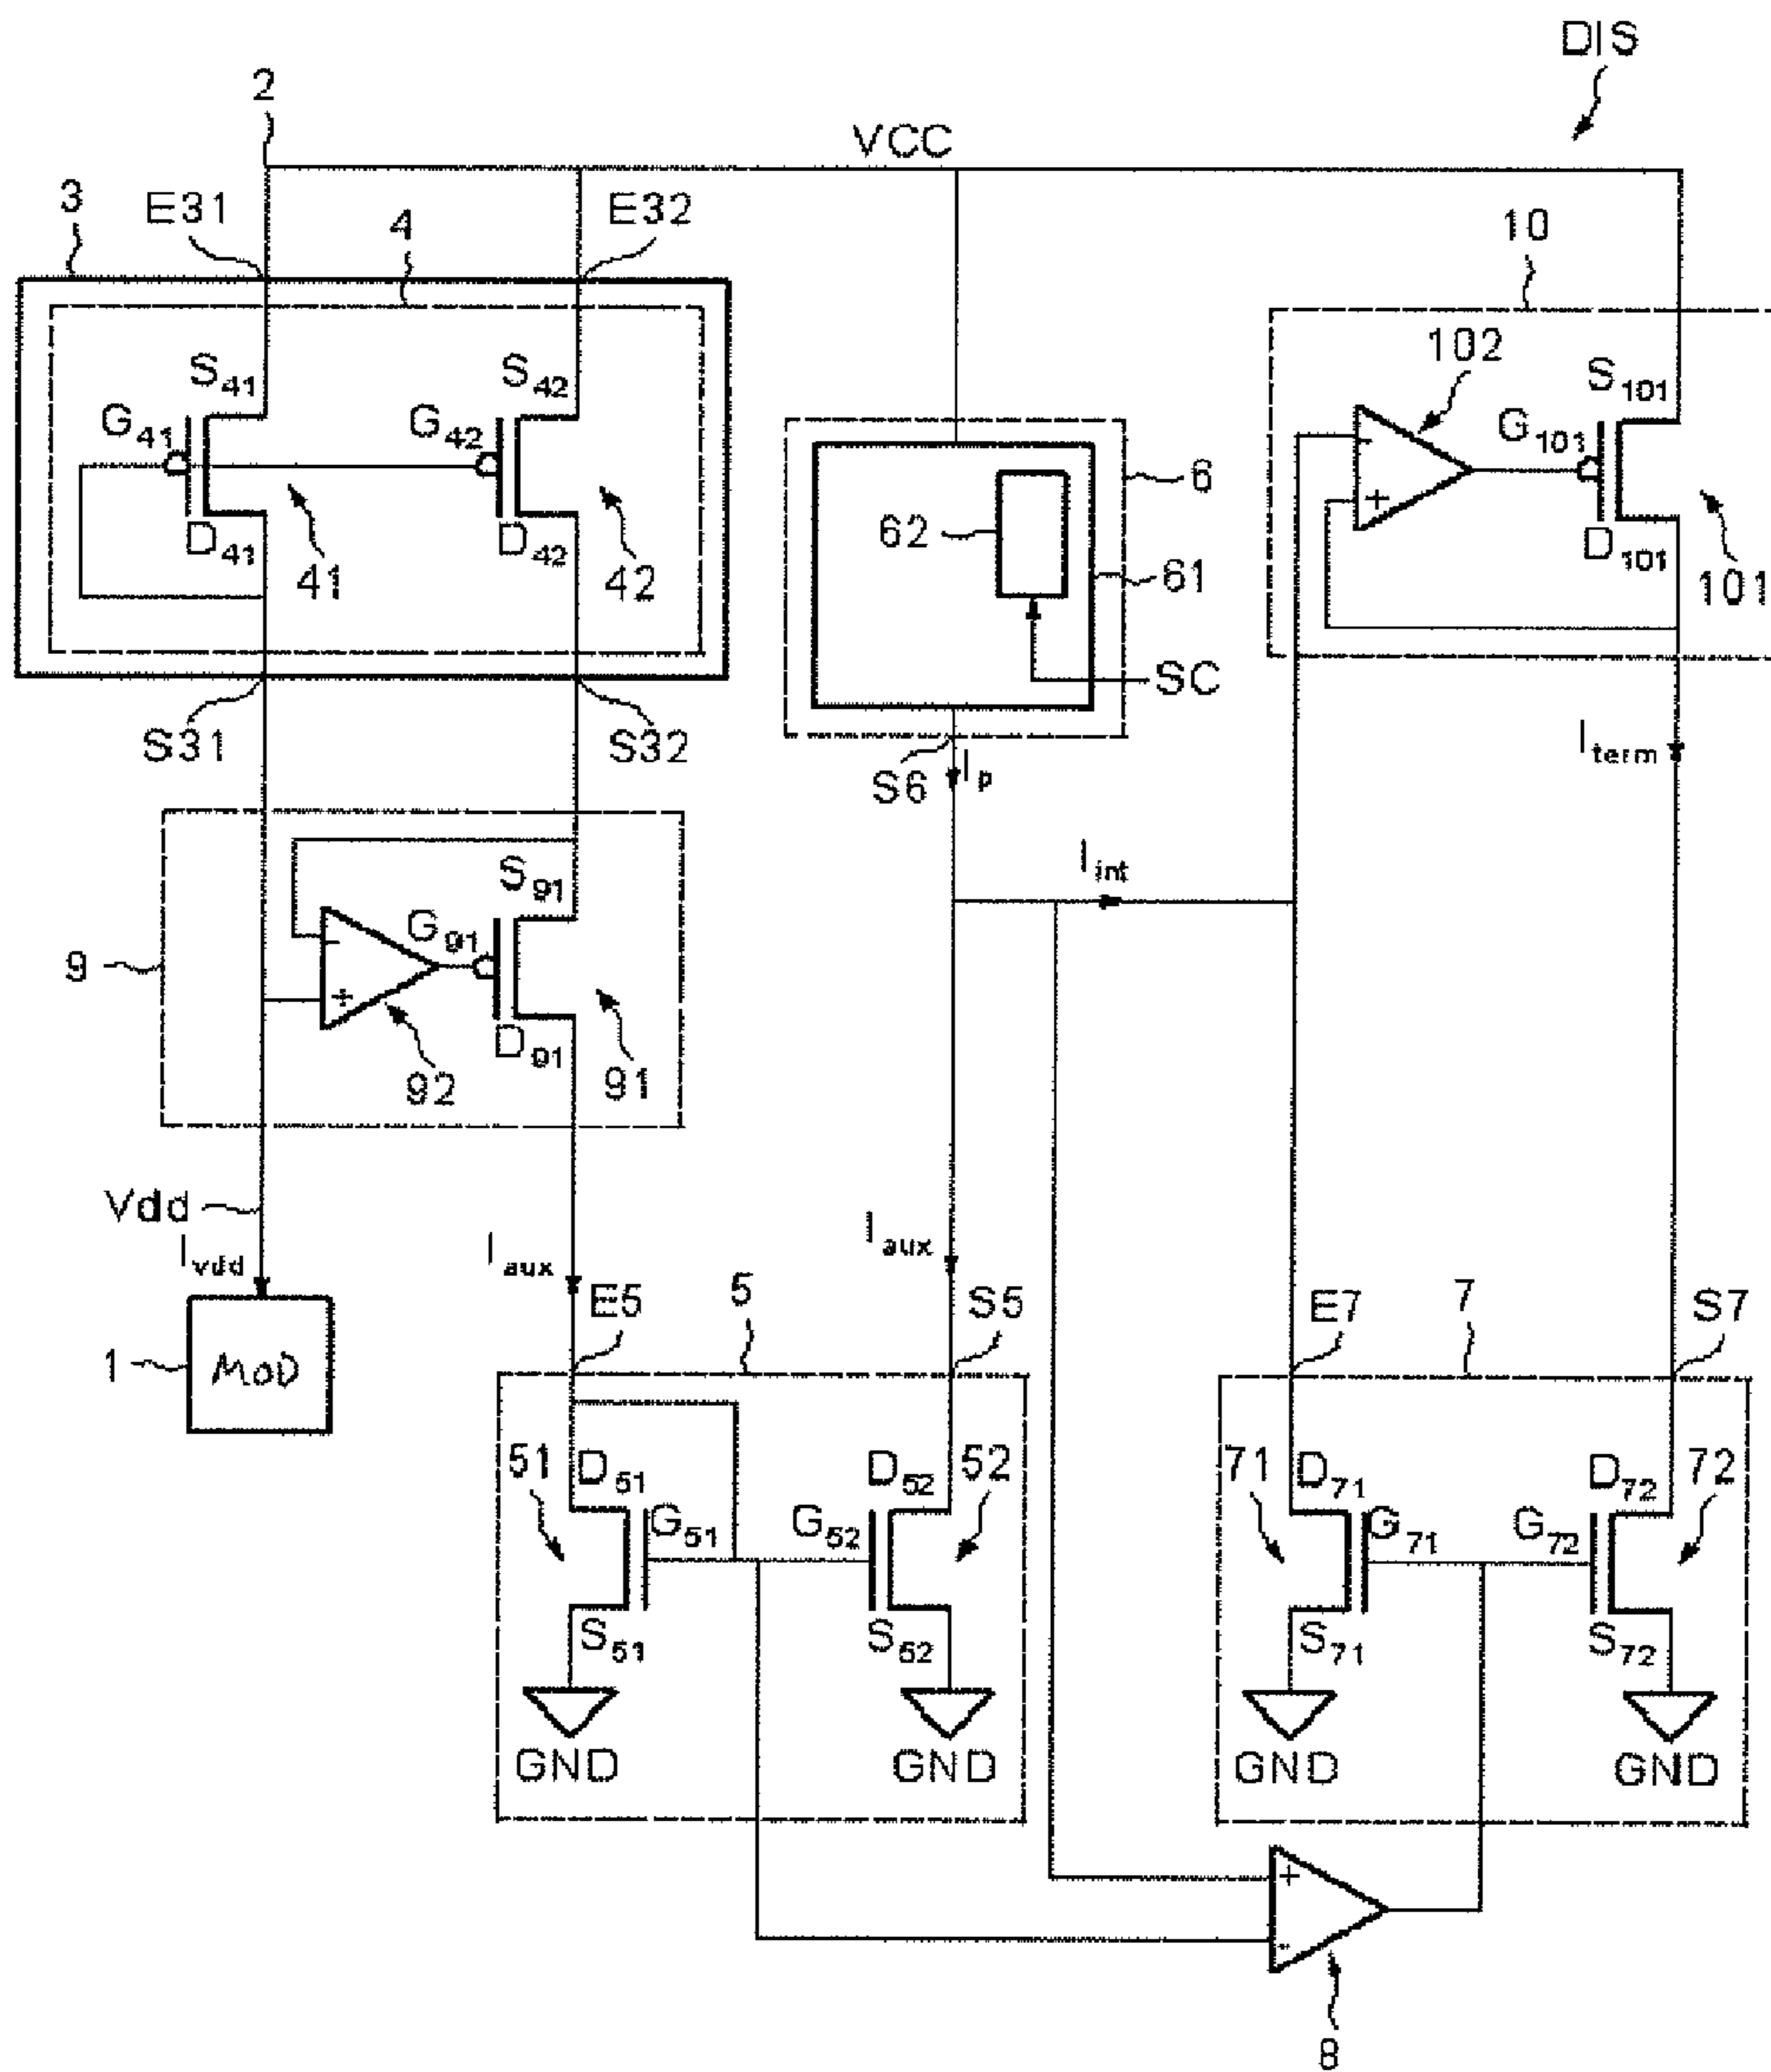 DIS
2
VCC
3
E31
4
E32
10
S41
S42
102
S101
G41
G42
G101
6
62
D41
D42
D101
61
41
42
101
SC
S31
S32
S6
Ip
Iterm
Iint
S91
G91
9
D91
92
91
Vdd
Ivdd
Iaux
Iaux
E5
5
S5
E7
7
S7
1
MOD
51
D51
D52
52
71
D71
D72
72
G51
G52
G71
G72
S51
S52
S71
S72
GND
GND
GND
GND
8